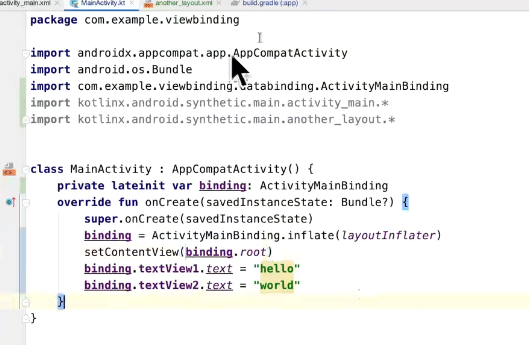 activity_main.xml MainActivity.kt another_layout.xml build.gradle (:app)
package com.example.viewbinding
import androidx.appcompat.app.AppCompatActivity
import android.os.Bundle
import com.example.viewbinding.databinding.ActivityMainBinding
import kotlinx.android.synthetic.main.activity_main.*
import kotlinx.android.synthetic.main.another_layout.*
class MainActivity : AppCompatActivity() {
private lateinit var binding: ActivityMainBinding
override fun onCreate(savedInstanceState: Bundle?) {
super.onCreate(savedInstanceState)
binding = ActivityMainBinding.inflate(layoutInflater)
setContentView(binding.root)
binding.textView1.text = "hello"
binding.textView2.text = "world"
}
}